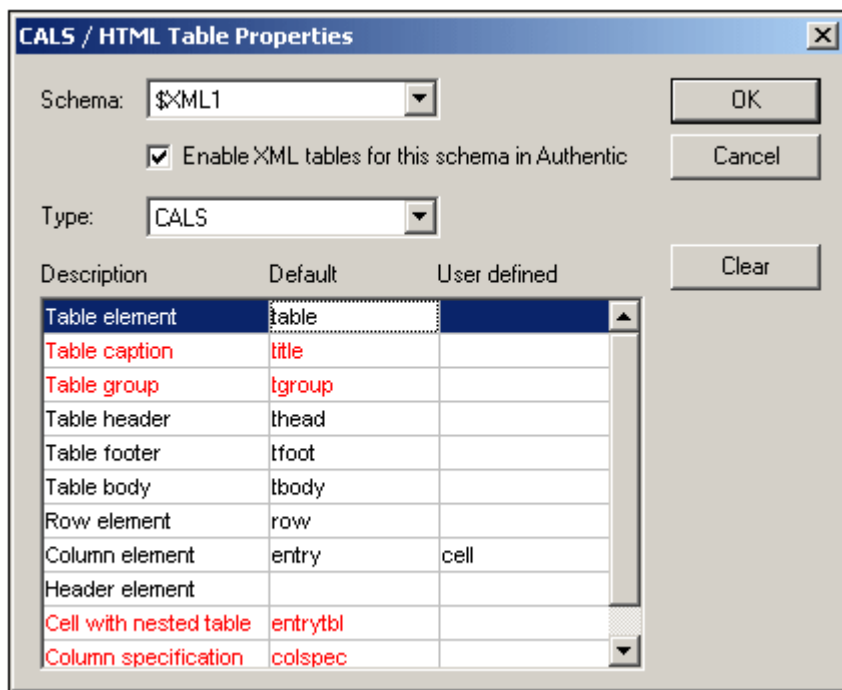 CALS / HTML Table Properties
Schema: $XML1 OK
Enable XML tables for this schema in Authentic Cancel
Type: CALS
Clear
Description Default User defined
Table element table
Table caption title
Table group tgroup
Table header thead
Table footer tfoot
Table body tbody
Row element row
Column element entry cell
Header element
Cell with nested table entrytbl
Column specification colspec